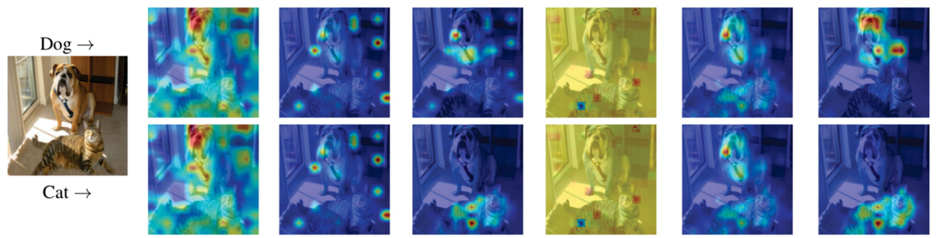 Dog →
Cat →